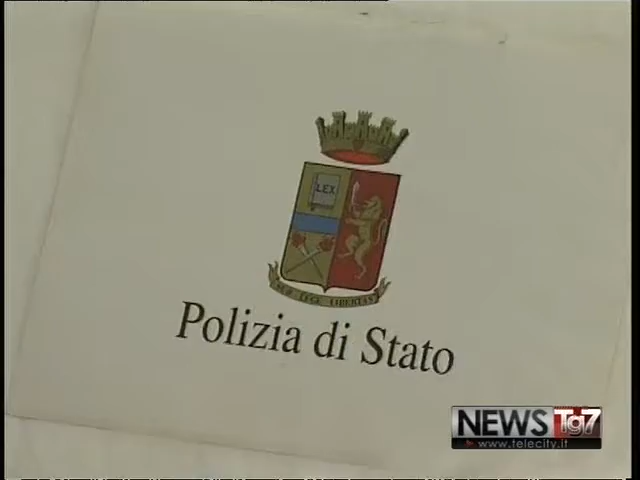 LEX
SUB LEGE LIBERTAS
Polizia di Stato
NEWS Tg7
www.telecity.it